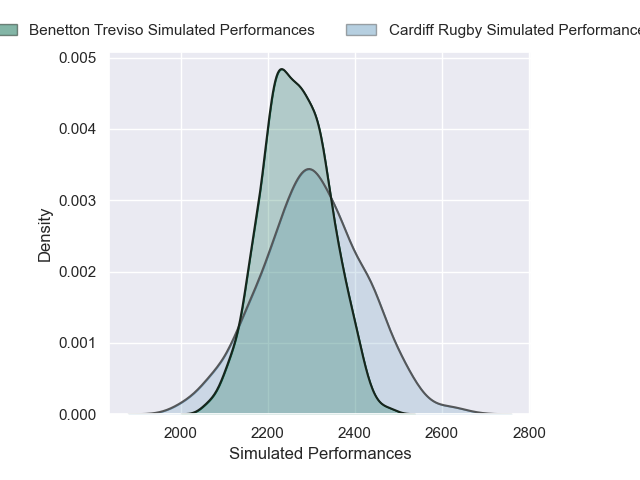 Benetton Treviso Simulated Performances
Cardiff Rugby Simulated Performance
0.005
0.004
0.003
0.002
0.001
0.000
Density
2000
2200
2400
2600
2800
Simulated Performances